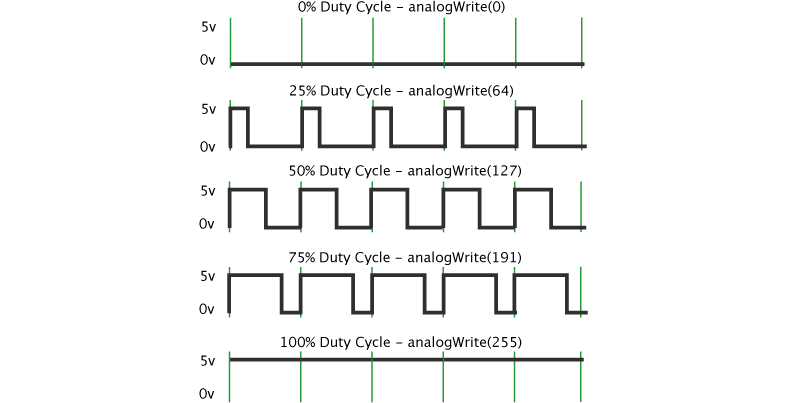 0% Duty Cycle – analogWrite(0)
5v
0v
25% Duty Cycle – analogWrite(64)
5v
0v
50% Duty Cycle – analogWrite(127)
5v
0v
75% Duty Cycle – analogWrite(191)
5v
0v
100% Duty Cycle – analogWrite(255)
5v
0v